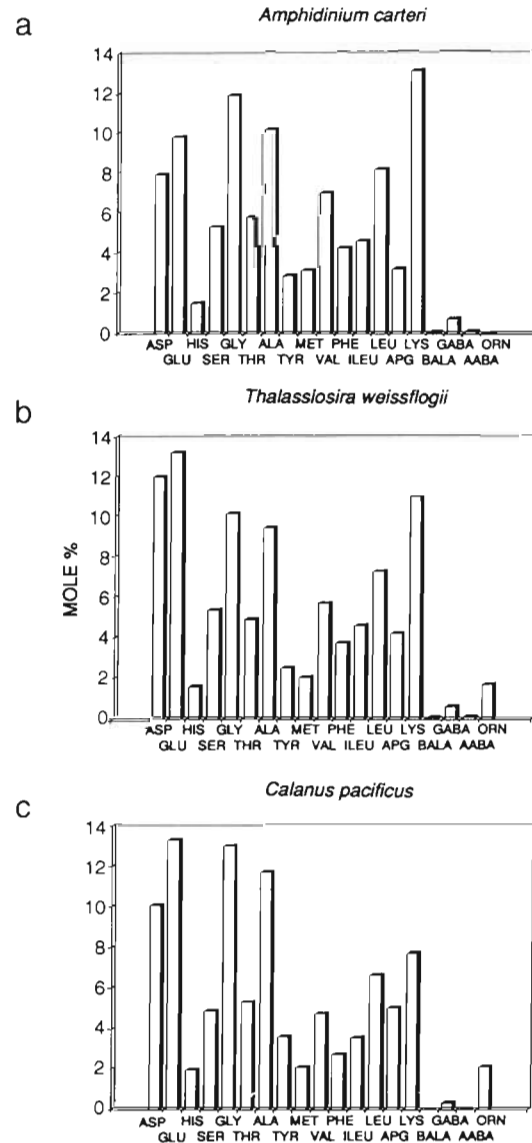 a
Amphidinium carteri
14
12
10
8
6
4
2
0
ASP HIS GLY ALA MET PHE LEU LYS GABA ORN
GLU SER THR TYR VAL ILEU APG BALA AABA
b
Thalassiosira weissflogii
MOLE %
14
12
10
8
6
4
2
0
ASP HIS GLY ALA MET PHE LEU LYS GABA ORN
GLU SER THR TYR VAL ILEU APG BALA AABA
c
Calanus pacificus
14
12
10
8
6
4
2
0
ASP HIS GLY ALA MET PHE LEU LYS GABA ORN
GLU SER THR TYR VAL ILEU APG BALA AABA